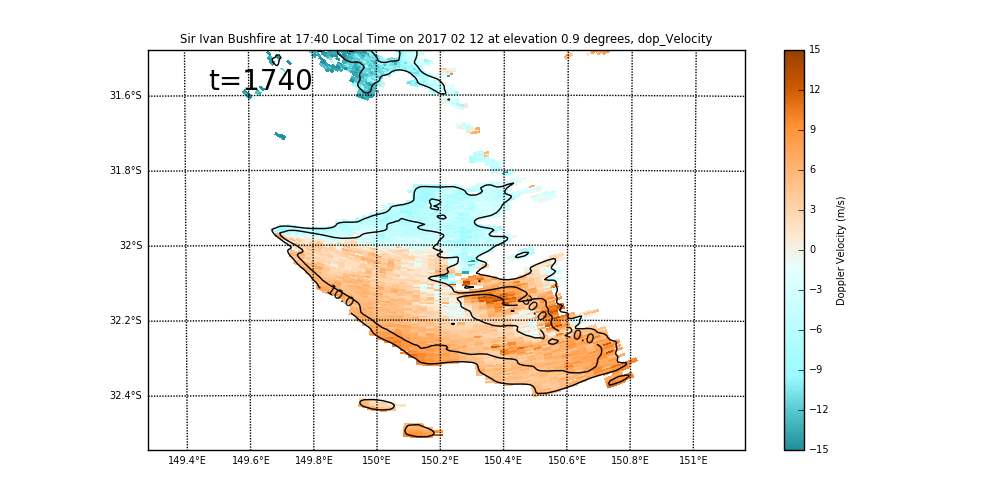 Sir Ivan Bushfire at 17:40 Local Time on 2017 02 12 at elevation 0.9 degrees, dop_Velocity
t=1740
31.6°S
31.8°S
32°S
32.2°S
32.4°S
149.4°E 149.6°E 149.8°E 150°E 150.2°E 150.4°E 150.6°E 150.8°E 151°E
10.0
20.0
15
12
9
6
3
0
−3
−6
−9
−12
−15
Doppler Velocity (m/s)